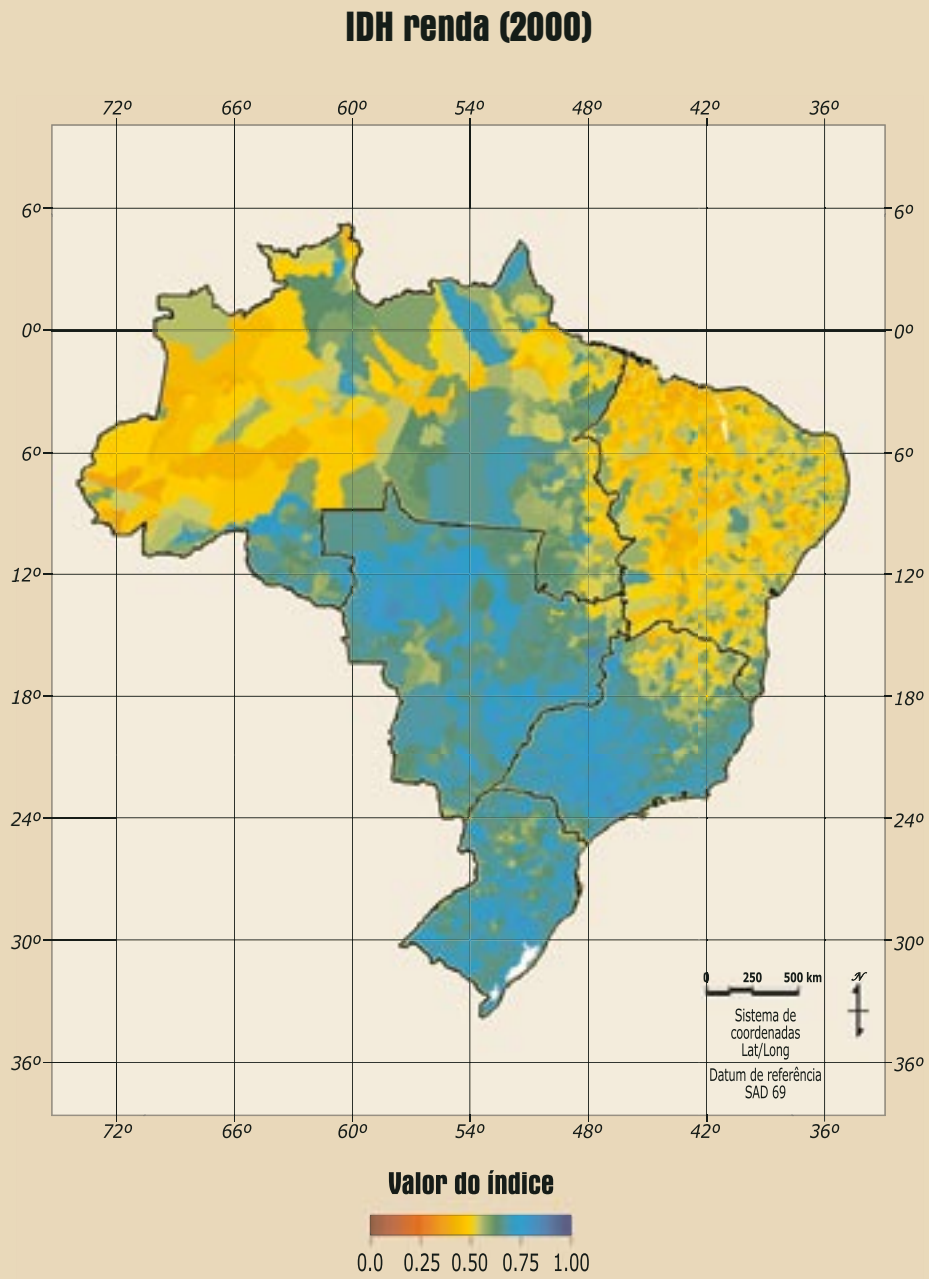 IDH renda (2000)
72º 66º 60º 54º 48º 42º 36º
6º 6º
0º 0º
6º 6º
12º 12º
18º 18º
24º 24º
30º 30º
0 250 500 km
N
Sistema de
coordenadas
Lat/Long
Datum de referência
SAD 69
36º 36º
72º 66º 60º 54º 48º 42º 36º
Valor do índice
0.0 0.25 0.50 0.75 1.00